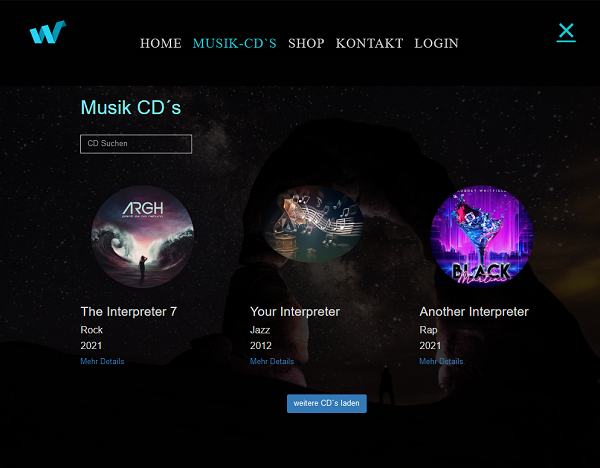 HOME MUSIK-CD`S SHOP KONTAKT LOGIN
Musik CD´s
CD Suchen
ARGH
BLACK
Martini
The Interpreter 7
Rock
2021
Mehr Details
Your Interpreter
Jazz
2012
Mehr Details
Another Interpreter
Rap
2021
Mehr Details
weitere CD´s laden